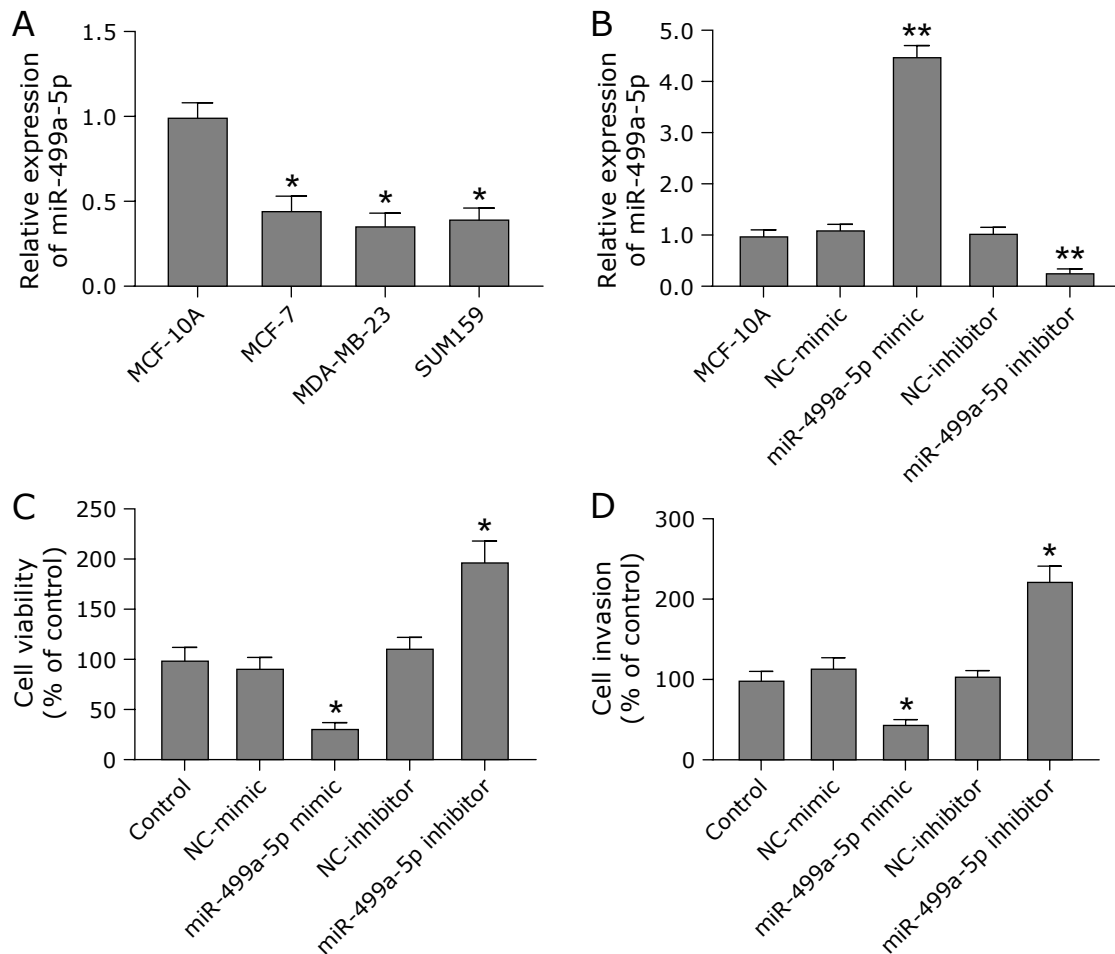 A
Relative expression
of miR-499a-5p
1.5
1.0
0.5
0.0
*
*
*
MCF-10A
MCF-7
MDA-MB-23
SUM159
B
Relative expression
of miR-499a-5p
5.0
4.0
3.0
2.0
1.0
0.0
**
**
MCF-10A
NC-mimic
miR-499a-5p mimic
NC-inhibitor
miR-499a-5p inhibitor
C
Cell viability
(% of control)
250
200
150
100
50
0
*
*
Control
NC-mimic
miR-499a-5p mimic
NC-inhibitor
miR-499a-5p inhibitor
D
Cell invasion
(% of control)
300
200
100
0
*
*
Control
NC-mimic
miR-499a-5p mimic
NC-inhibitor
miR-499a-5p inhibitor